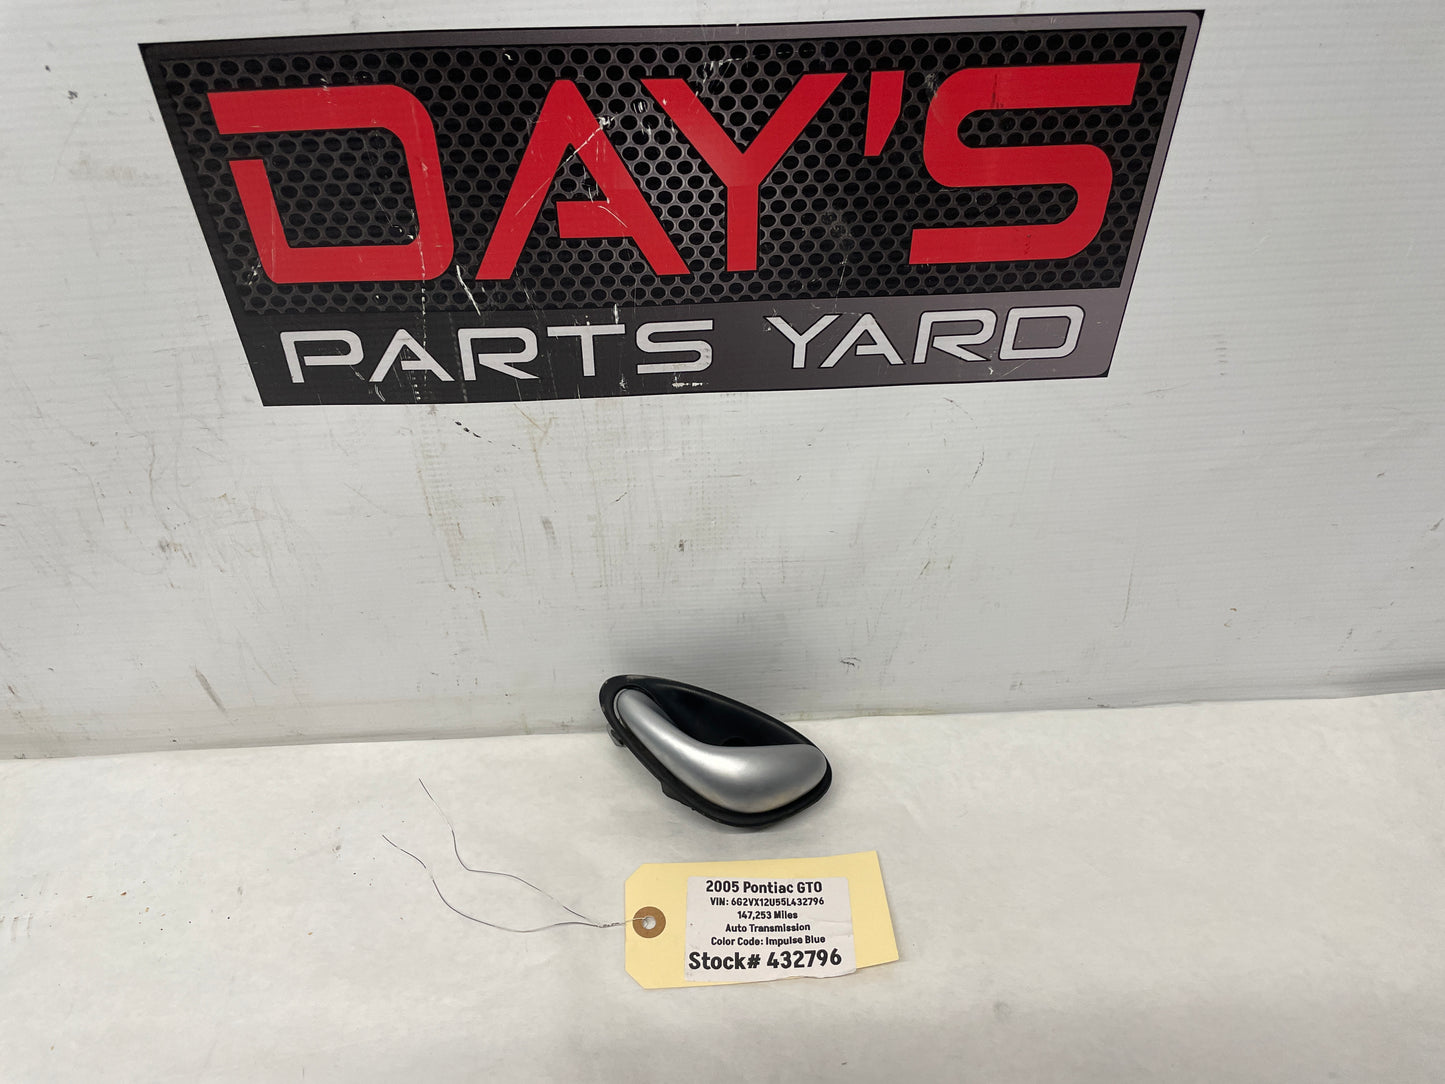 DAY'S
PARTS YARD
2005 Pontiac GTO
VIN: 6G2VX12U55L432796
147,253 Miles
Auto Transmission
Color Code: Impulse Blue
Stock# 432796